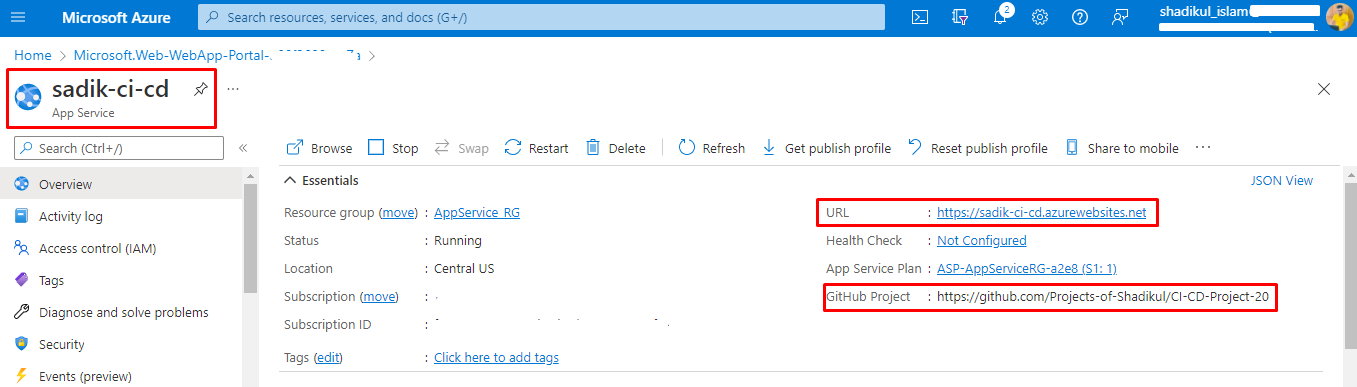 Microsoft Azure
Search resources, services, and docs (G+/)
2
shadikul_islam@
Home > Microsoft.Web-WebApp-Portal- >
sadik-ci-cd
App Service
Search (Ctrl+/)
Browse Stop Swap Restart Delete Refresh Get publish profile Reset publish profile Share to mobile
Overview
Activity log
Access control (IAM)
Tags
Diagnose and solve problems
Security
Events (preview)
Essentials
JSON View
Resource group (move) : AppService_RG
Status : Running
Location : Central US
Subscription (move) :
Subscription ID :
Tags (edit) : Click here to add tags
URL : https://sadik-ci-cd.azurewebsites.net
Health Check : Not Configured
App Service Plan : ASP-AppServiceRG-a2e8 (S1: 1)
GitHub Project : https://github.com/Projects-of-Shadikul/CI-CD-Project-20